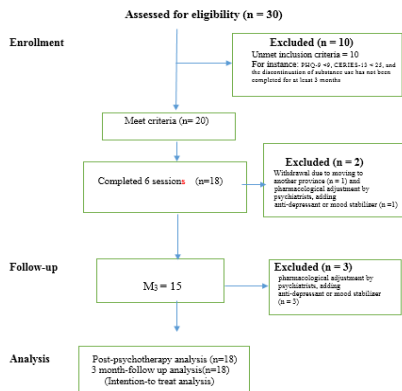 Assessed for eligibility (n = 30)
Enrollment
Excluded (n = 10)
Unmet inclusion criteria = 10
For instance: PHQ-9 <9, CERIES-13 < 25, and
the discontinuation of substance use has not been
completed for at least 3 months
Meet criteria (n= 20)
Completed 6 sessions (n=18)
Excluded (n = 2)
Withdrawal due to moving to
another province (n = 1) and
pharmacological adjustment by
psychiatrists, adding
anti-depressant or mood stabilizer (n =1)
Follow-up
M3 = 15
Excluded (n = 3)
pharmacological adjustment by
psychiatrists, adding
anti-depressant or mood stabilizer
(n = 3)
Analysis
Post-psychotherapy analysis (n=18)
3 month-follow up analysis(n=18)
(Intention-to treat analysis)